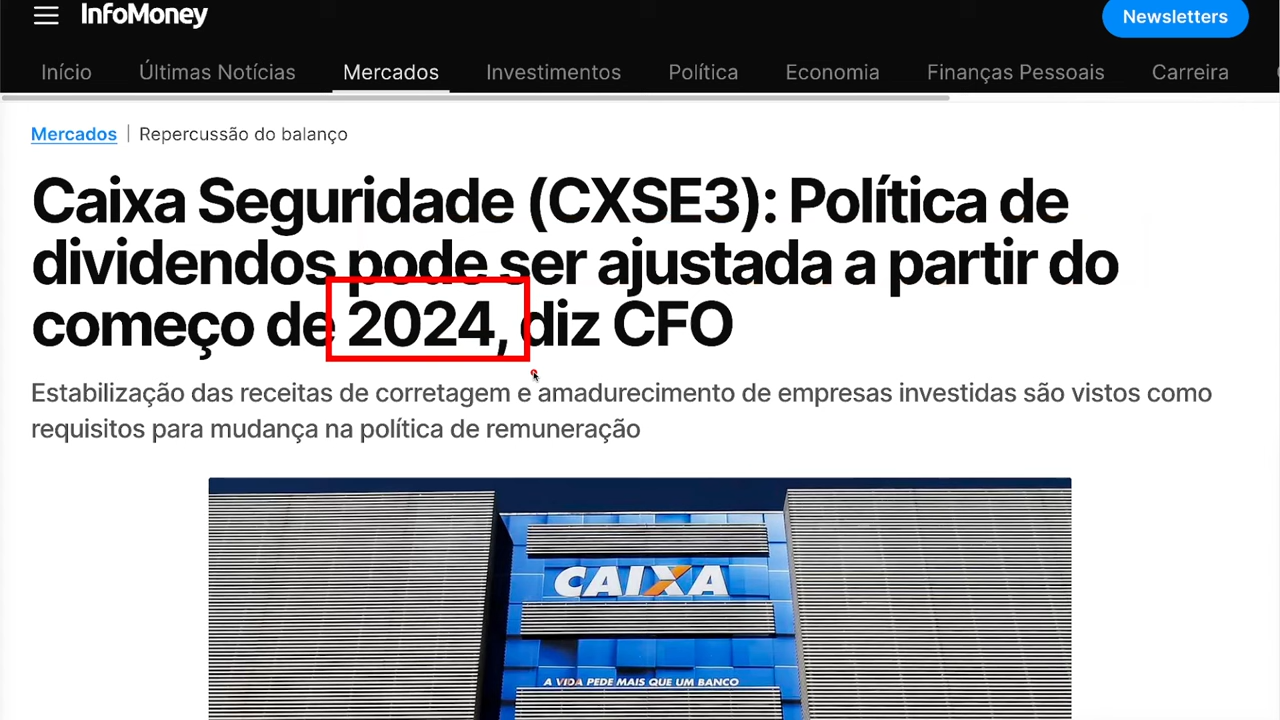 InfoMoney
Newsletters
Início Últimas Notícias Mercados Investimentos Política Economia Finanças Pessoais Carreira
Mercados | Repercussão do balanço
Caixa Seguridade (CXSE3): Política de
dividendos pode ser ajustada a partir do
começo de 2024, diz CFO
Estabilização das receitas de corretagem e amadurecimento de empresas investidas são vistos como
requisitos para mudança na política de remuneração
CAIXA
A VIDA PEDE MAIS QUE UM BANCO